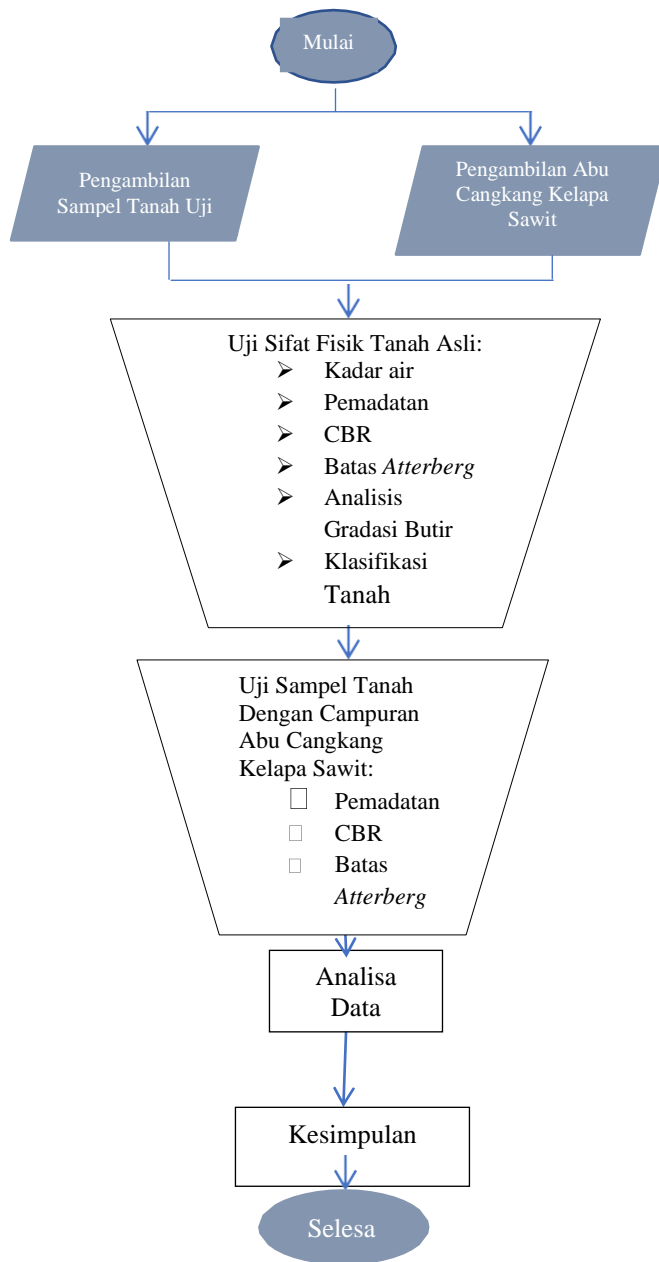 Mulai
Pengambilan
Sampel Tanah Uji
Pengambilan Abu
Cangkang Kelapa
Sawit
Uji Sifat Fisik Tanah Asli:
➢ Kadar air
➢ Pemadatan
➢ CBR
➢ Batas Atterberg
➢ Analisis
Gradasi Butir
➢ Klasifikasi
Tanah
Uji Sampel Tanah
Dengan Campuran
Abu Cangkang
Kelapa Sawit:
Pemadatan
CBR
Batas
Atterberg
Analisa
Data
Kesimpulan
Selesa